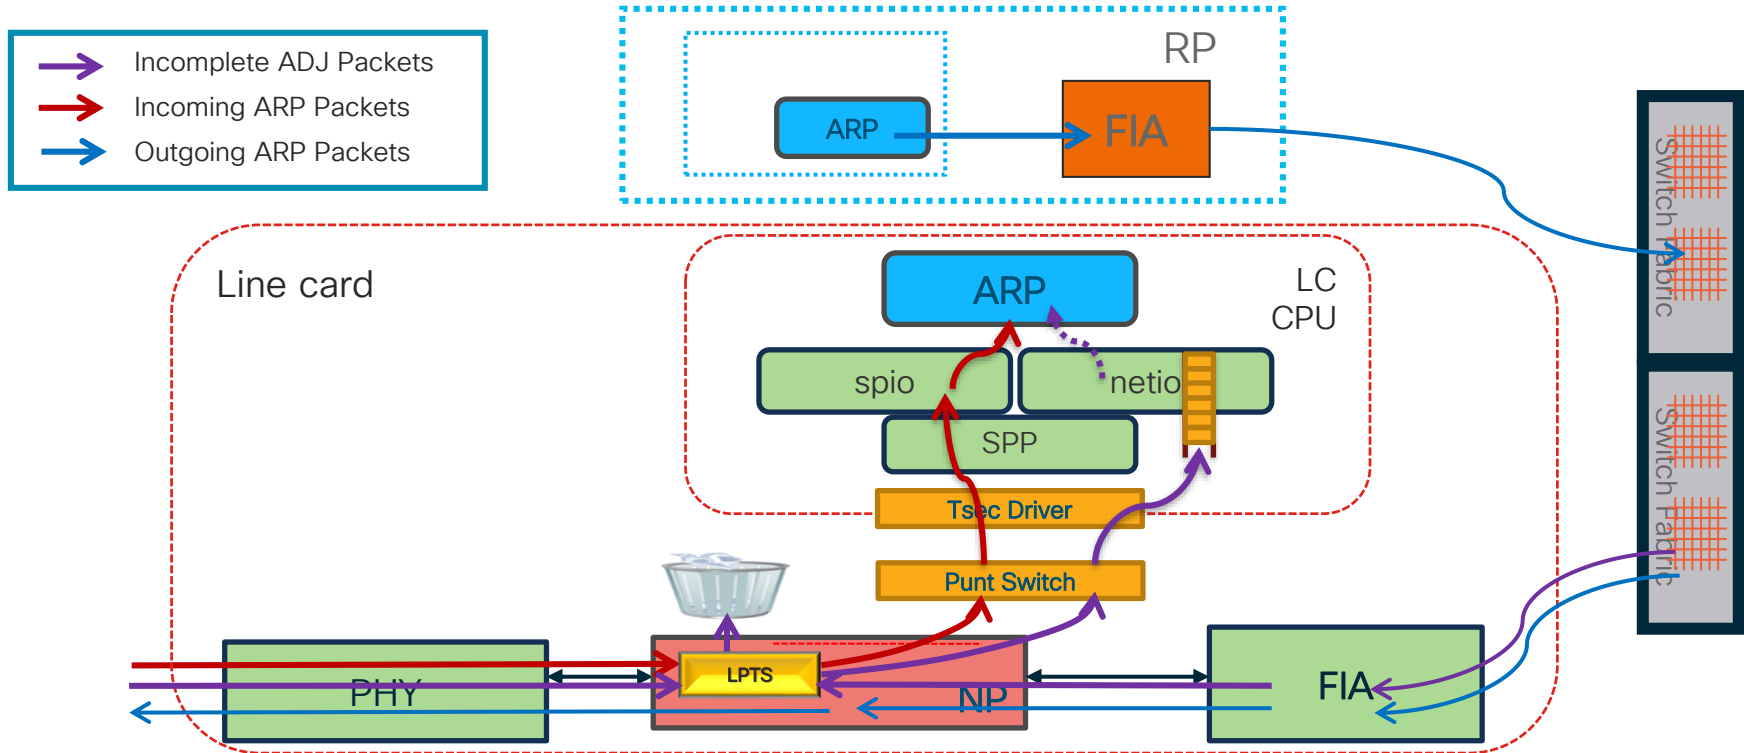 Incomplete ADJ Packets
Incoming ARP Packets
Outgoing ARP Packets
RP
ARP
FIA
Switch Fabric
Switch Fabric
Line card
LC
CPU
ARP
spio
netio
SPP
Tsec Driver
Punt Switch
PHY
LPTS
NP
FIA